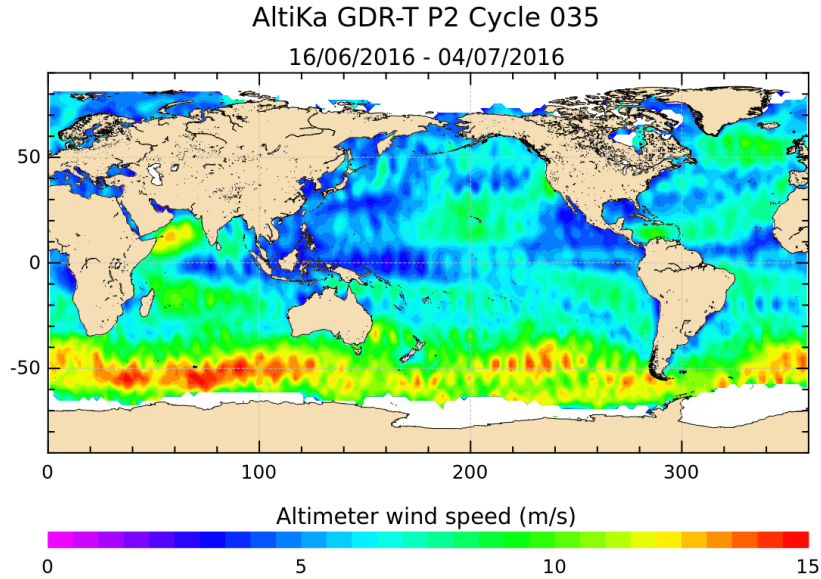 AltiKa GDR-T P2 Cycle 035
16/06/2016 - 04/07/2016
50
0
-50
0 100 200 300
Altimeter wind speed (m/s)
0 5 10 15